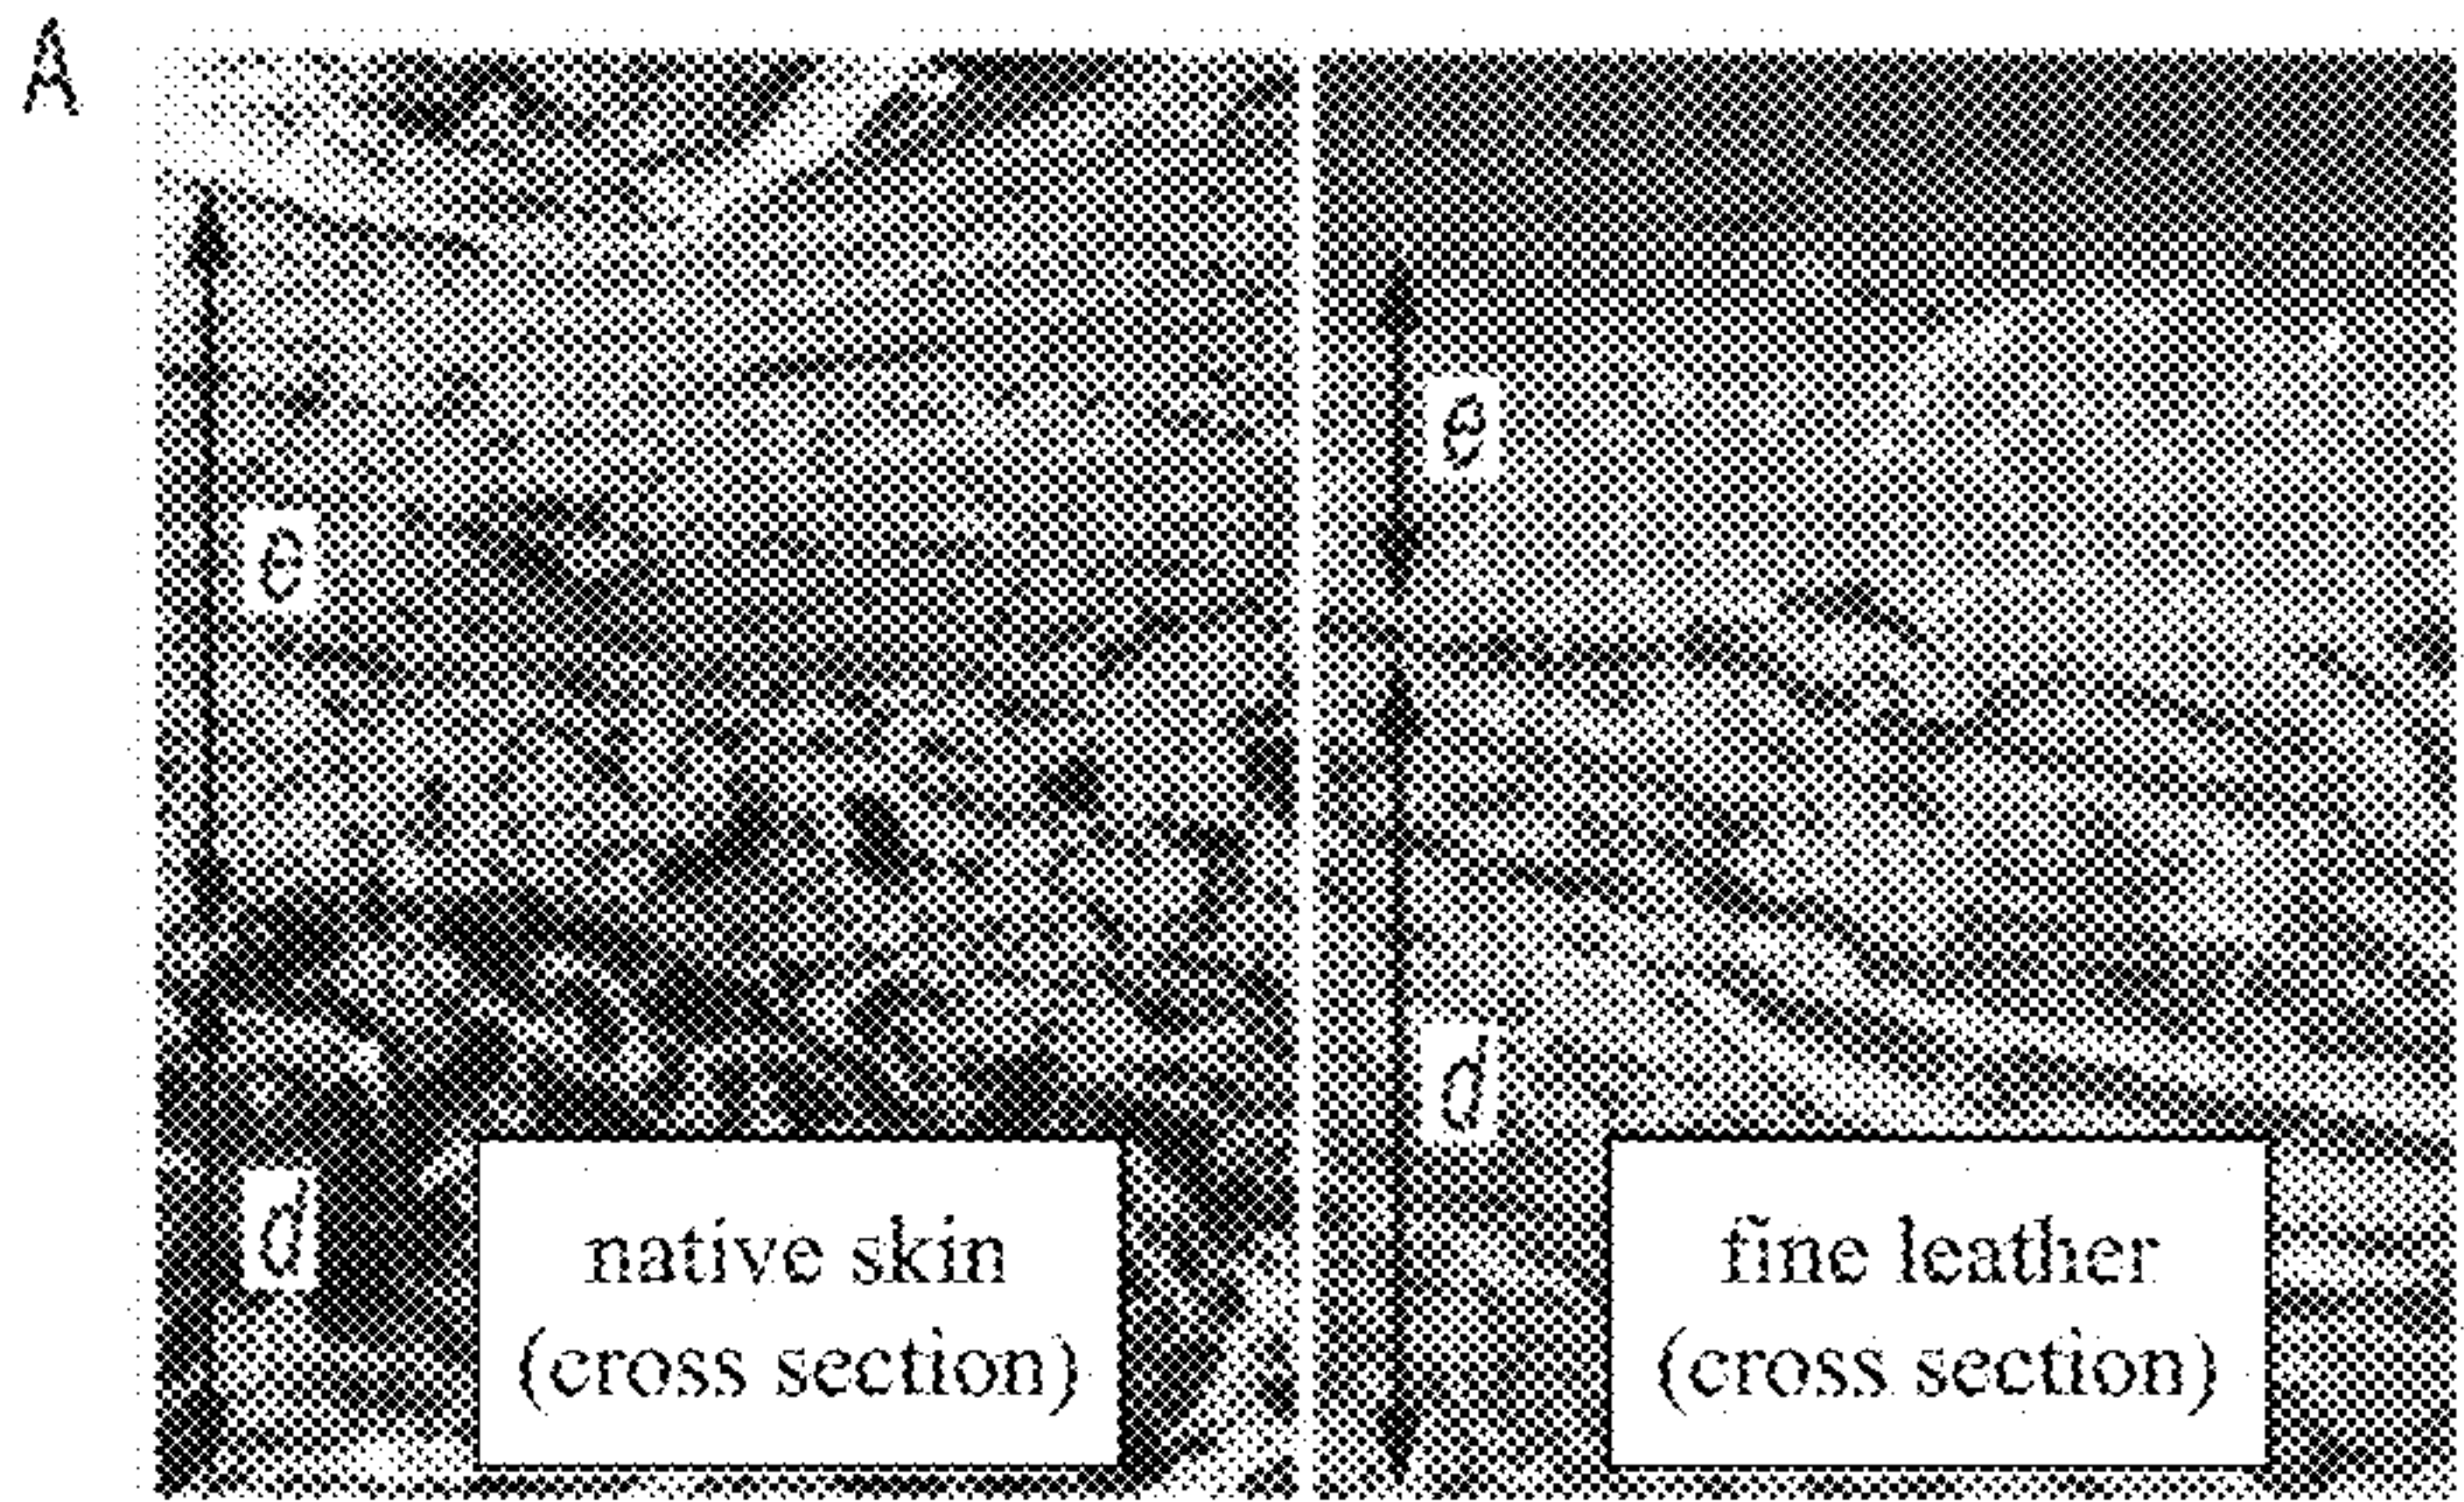 A
e
d
native skin
(cross section)
e
d
fine leather
(cross section)